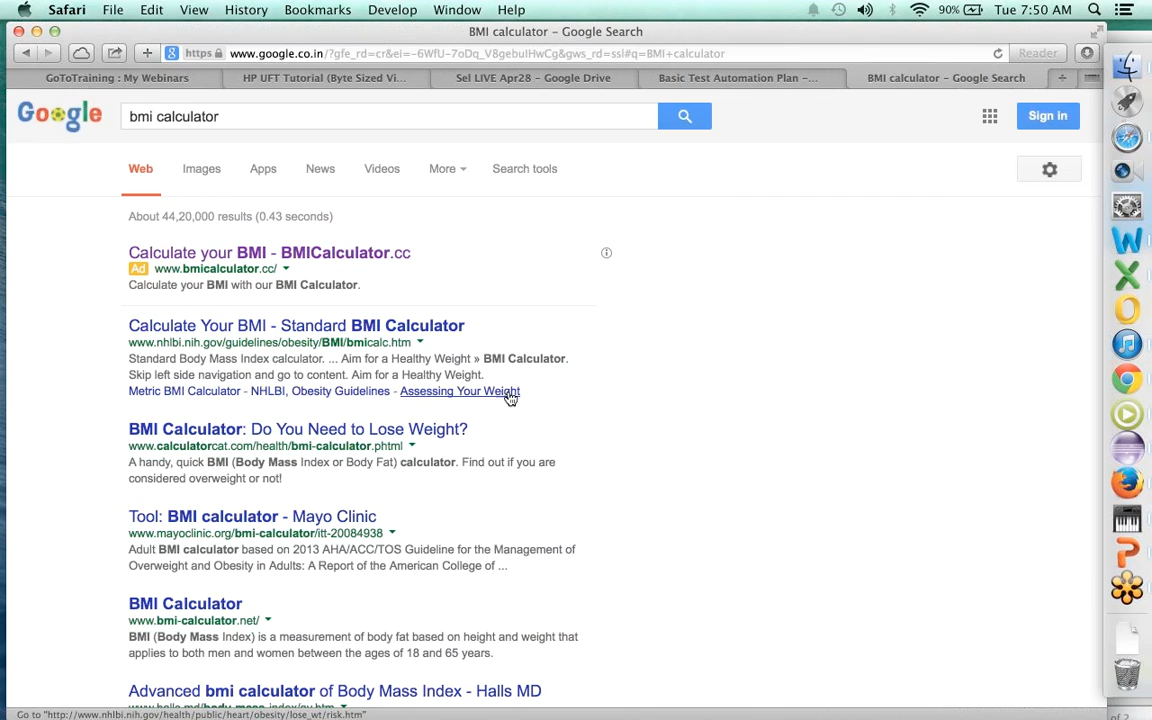 Safari File Edit View History Bookmarks Develop Window Help 90% Tue 7:50 AM
BMI calculator - Google Search
https www.google.co.in/?gfe_rd=cr&ei=-6WfU-7oDq_V8gebuIHwCg&gws_rd=ssl#q=BMI+calculator Reader
GoToTraining : My Webinars HP UFT Tutorial (Byte Sized Vi... Sel LIVE Apr28 - Google Drive Basic Test Automation Plan -... BMI calculator - Google Search
Google bmi calculator Sign in
Web Images Apps News Videos More Search tools
About 44,20,000 results (0.43 seconds)
Calculate your BMI - BMICalculator.cc
Ad www.bmicalculator.cc/
Calculate your BMI with our BMI Calculator.
Calculate Your BMI - Standard BMI Calculator
www.nhlbi.nih.gov/guidelines/obesity/BMI/bmicalc.htm
Standard Body Mass Index calculator. ... Aim for a Healthy Weight » BMI Calculator.
Skip left side navigation and go to content. Aim for a Healthy Weight.
Metric BMI Calculator - NHLBI, Obesity Guidelines - Assessing Your Weight
BMI Calculator: Do You Need to Lose Weight?
www.calculatorcat.com/health/bmi-calculator.phtml
A handy, quick BMI (Body Mass Index or Body Fat) calculator. Find out if you are
considered overweight or not!
Tool: BMI calculator - Mayo Clinic
www.mayoclinic.org/bmi-calculator/itt-20084938
Adult BMI calculator based on 2013 AHA/ACC/TOS Guideline for the Management of
Overweight and Obesity in Adults: A Report of the American College of ...
BMI Calculator
www.bmi-calculator.net/
BMI (Body Mass Index) is a measurement of body fat based on height and weight that
applies to both men and women between the ages of 18 and 65 years.
Advanced bmi calculator of Body Mass Index - Halls MD
Go to "http://www.nhlbi.nih.gov/health/public/heart/obesity/lose_wt/risk.htm"
of 2